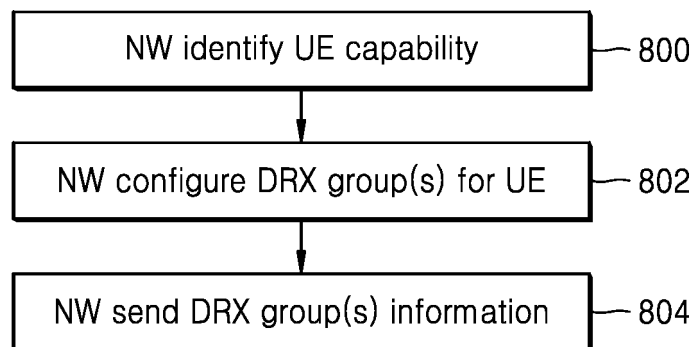 NW identify UE capability 800
NW configure DRX group(s) for UE 802
NW send DRX group(s) information 804